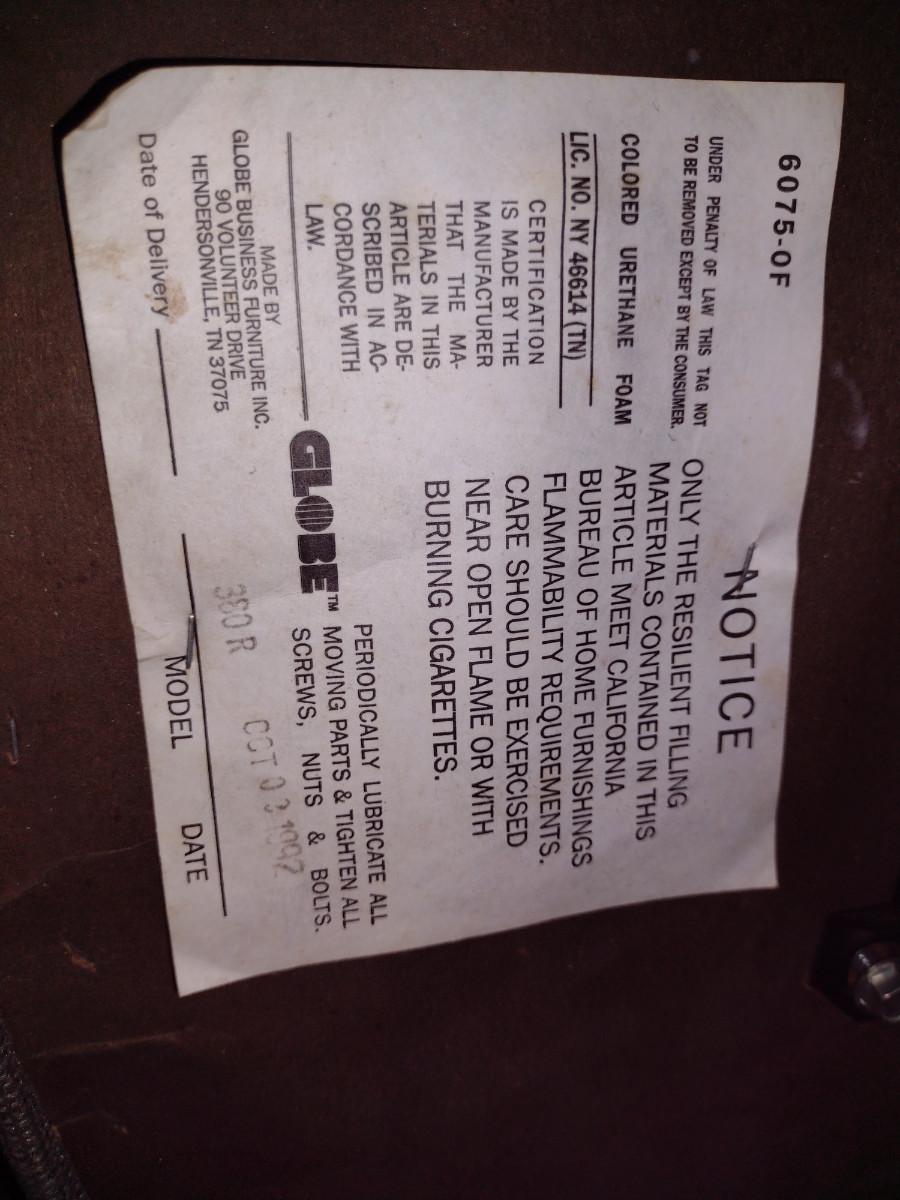 6075-0F
UNDER PENALTY OF LAW THIS TAG NOT
TO BE REMOVED EXCEPT BY THE CONSUMER.
COLORED URETHANE FOAM
LIC. NO. NY 46614 (TN)
CERTIFICATION
IS MADE BY THE
MANUFACTURER
THAT THE MA-
TERIALS IN THIS
ARTICLE ARE DE-
SCRIBED IN AC-
CORDANCE WITH
LAW.
MADE BY
GLOBE BUSINESS FURNITURE INC.
90 VOLUNTEER DRIVE
HENDERSONVILLE, TN 37075
Date of Delivery
NOTICE
ONLY THE RESILIENT FILLING
MATERIALS CONTAINED IN THIS
ARTICLE MEET CALIFORNIA
BUREAU OF HOME FURNISHINGS
FLAMMABILITY REQUIREMENTS.
CARE SHOULD BE EXERCISED
NEAR OPEN FLAME OR WITH
BURNING CIGARETTES.
GLOBE™
PERIODICALLY LUBRICATE ALL
MOVING PARTS & TIGHTEN ALL
SCREWS, NUTS & BOLTS.
380R OCT 03 1992
MODEL DATE